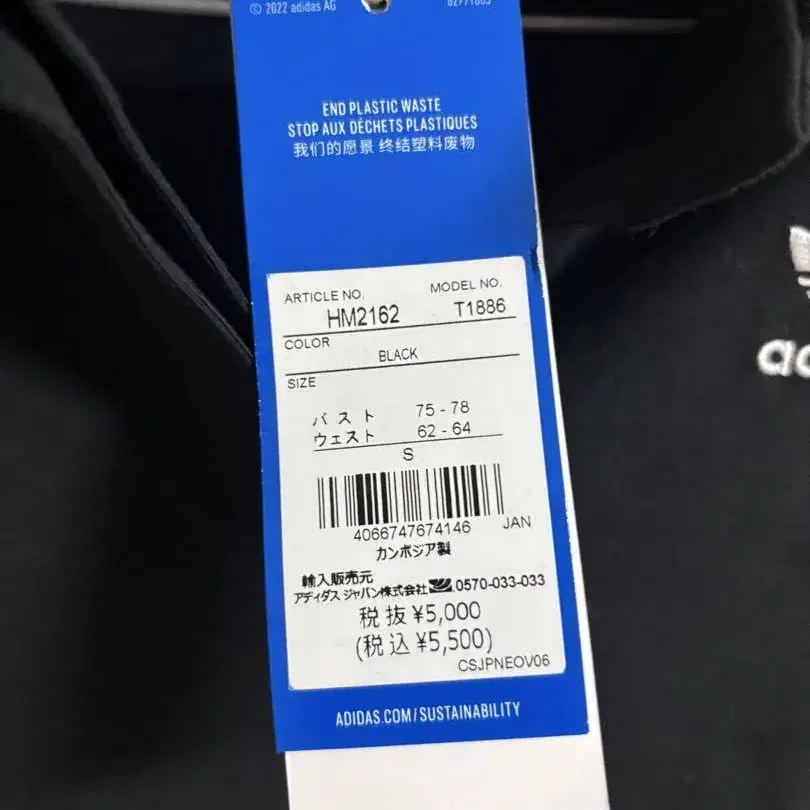 © 2022 adidas AG
END PLASTIC WASTE
STOP AUX DÉCHETS PLASTIQUES
我们的愿景 终结塑料废物
ARTICLE NO. MODEL NO.
HM2162 T1886
COLOR
BLACK
SIZE
バスト 75 - 78
ウェスト 62 - 64
S
4066747674146 JAN
カンボジア製
輸入販売元
アディダス ジャパン株式会社 0570-033-033
税抜 ¥5,000
(税込 ¥5,500)
CSJPNEOV06
ADIDAS.COM/SUSTAINABILITY